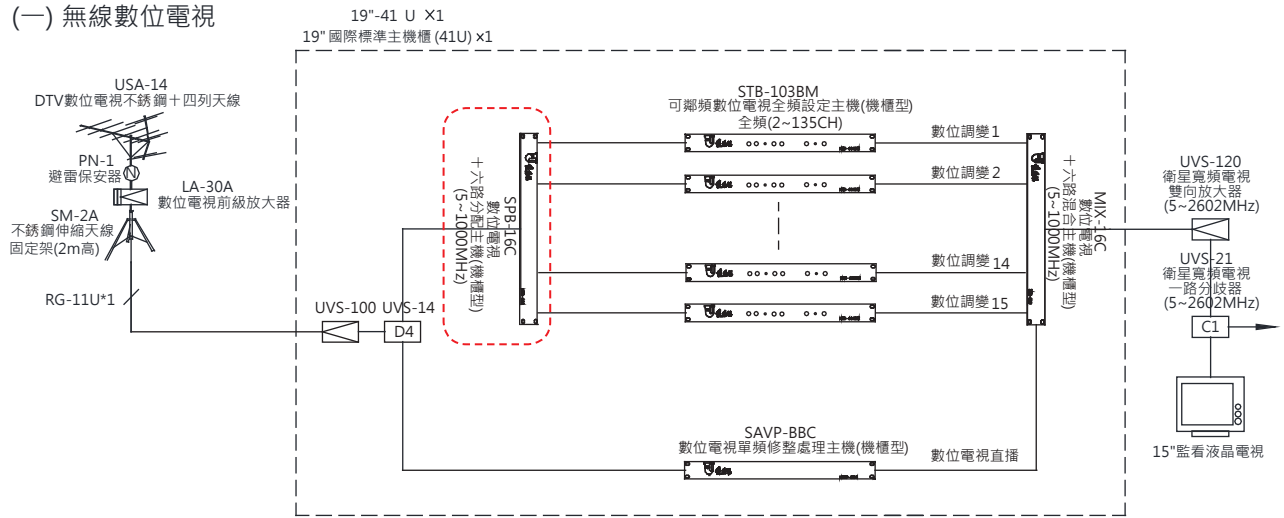 (一) 無線數位電視
19"-41 U ×1
19" 國際標準主機櫃 (41U) ×1
USA-14
DTV數位電視不銹鋼十四列天線
PN-1
避雷保安器
N
LA-30A
數位電視前級放大器
SM-2A
不銹鋼伸縮天線
固定架(2m高)
RG-11U*1
UVS-100
UVS-14
D4
SPB-16C
數位電視
十六路分配主機(機櫃型)
(5~1000MHz)
STB-103BM
可鄰頻數位電視全頻設定主機(機櫃型)
全頻(2~135CH)
數位調變1
數位調變2
數位調變14
數位調變15
SAVP-BBC
數位電視單頻修整處理主機(機櫃型)
數位電視直播
MIX-16C
數位電視
十六路混合主機(機櫃型)
(5~1000MHz)
UVS-120
衛星寬頻電視
雙向放大器
(5~2602MHz)
UVS-21
衛星寬頻電視
一路分歧器
(5~2602MHz)
C1
15"監看液晶電視